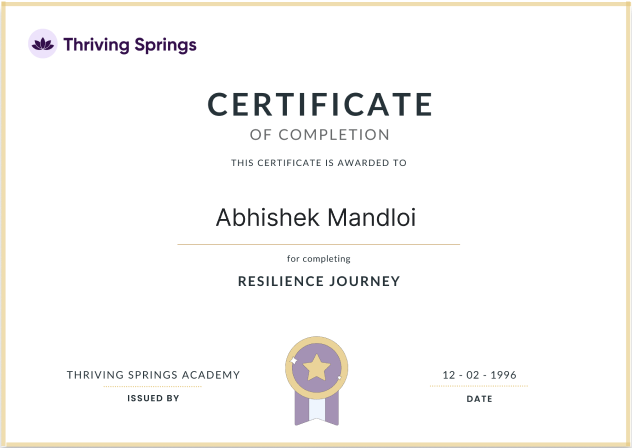 Thriving Springs
CERTIFICATE
OF COMPLETION
THIS CERTIFICATE IS AWARDED TO
Abhishek Mandloi
for completing
RESILIENCE JOURNEY
THRIVING SPRINGS ACADEMY
ISSUED BY
12 - 02 - 1996
DATE